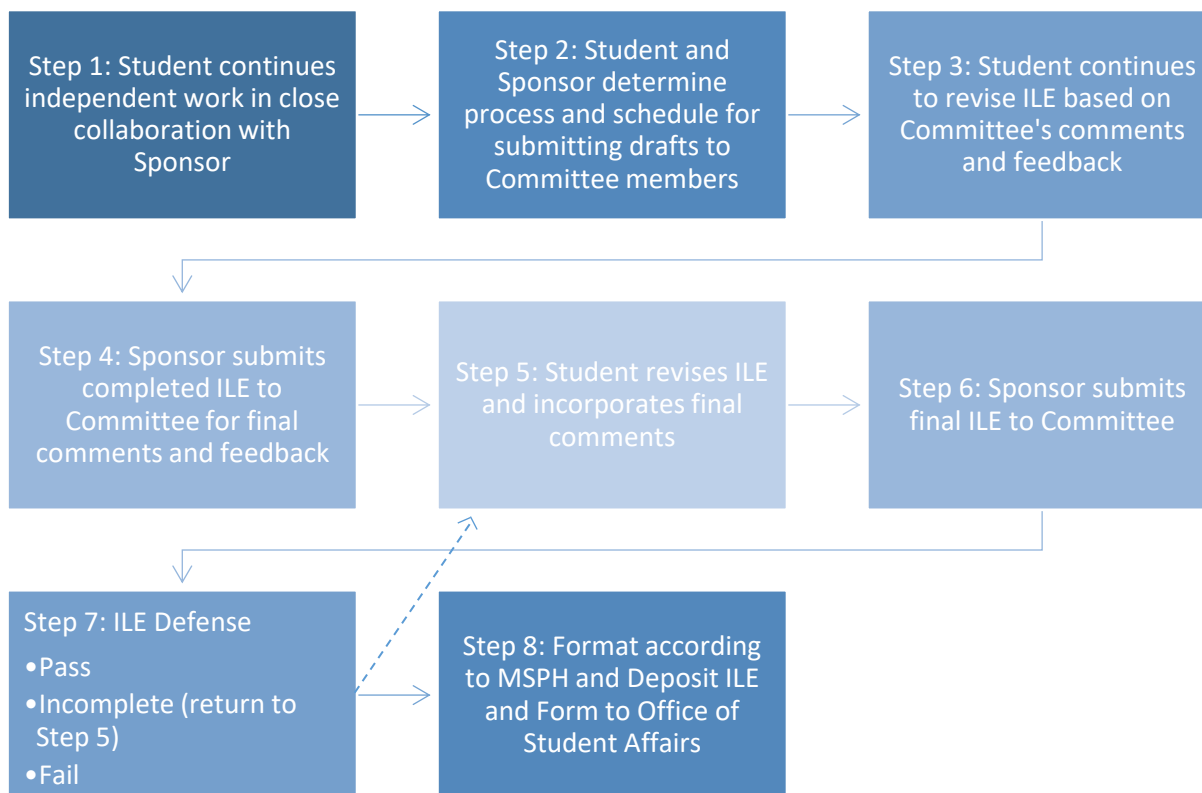 Step 1: Student continues
independent work in close
collaboration with
Sponsor
Step 2: Student and
Sponsor determine
process and schedule for
submitting drafts to
Committee members
Step 3: Student continues
to revise ILE based on
Committee's comments
and feedback
Step 4: Sponsor submits
completed ILE to
Committee for final
comments and feedback
Step 5: Student revises ILE
and incorporates final
comments
Step 6: Sponsor submits
final ILE to Committee
Step 7: ILE Defense
•Pass
•Incomplete (return to
Step 5)
•Fail
Step 8: Format according
to MSPH and Deposit ILE
and Form to Office of
Student Affairs